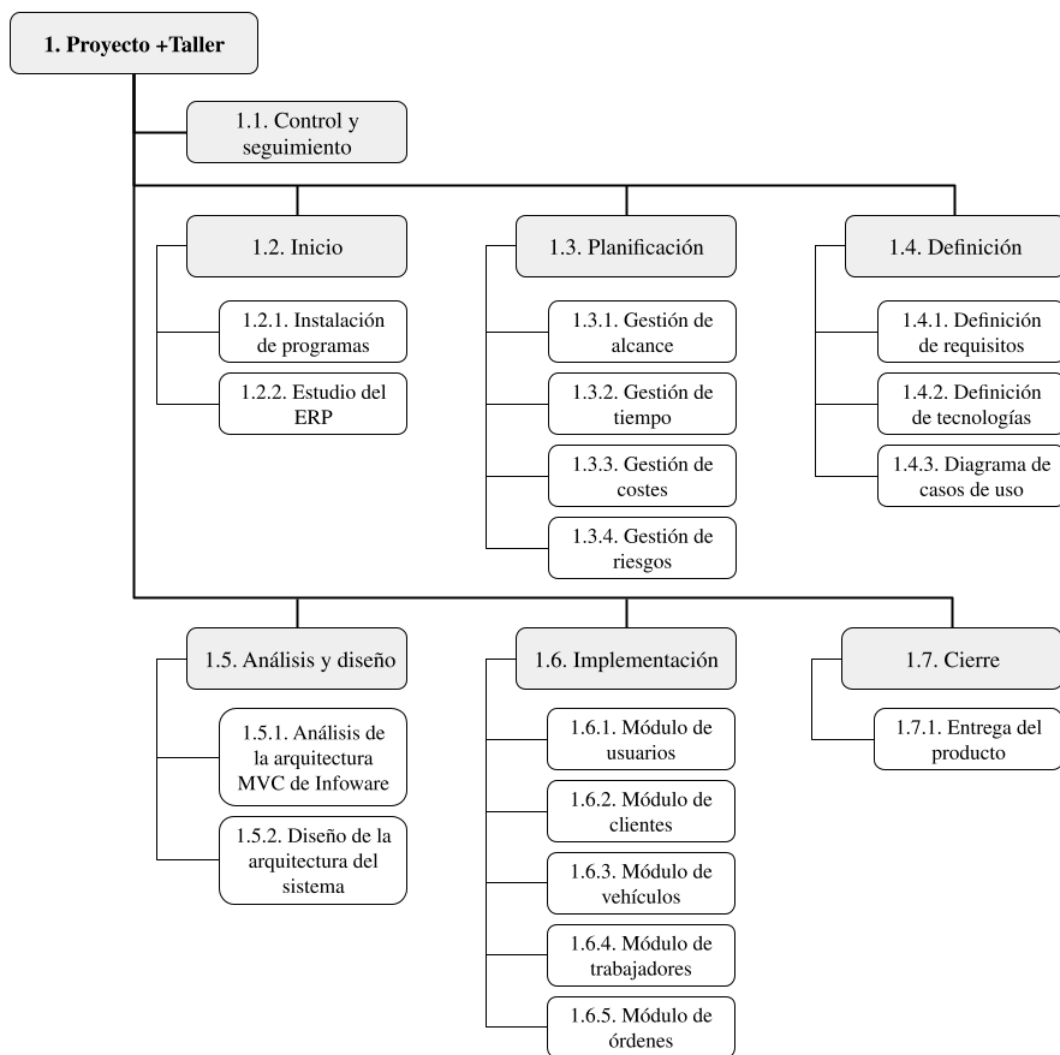 1. Proyecto +Taller
1.1. Control y
seguimiento
1.2. Inicio
1.2.1. Instalación
de programas
1.2.2. Estudio del
ERP
1.3. Planificación
1.3.1. Gestión de
alcance
1.3.2. Gestión de
tiempo
1.3.3. Gestión de
costes
1.3.4. Gestión de
riesgos
1.4. Definición
1.4.1. Definición
de requisitos
1.4.2. Definición
de tecnologías
1.4.3. Diagrama de
casos de uso
1.5. Análisis y diseño
1.5.1. Análisis de
la arquitectura
MVC de Infoware
1.5.2. Diseño de la
arquitectura del
sistema
1.6. Implementación
1.6.1. Módulo de
usuarios
1.6.2. Módulo de
clientes
1.6.3. Módulo de
vehículos
1.6.4. Módulo de
trabajadores
1.6.5. Módulo de
órdenes
1.7. Cierre
1.7.1. Entrega del
producto